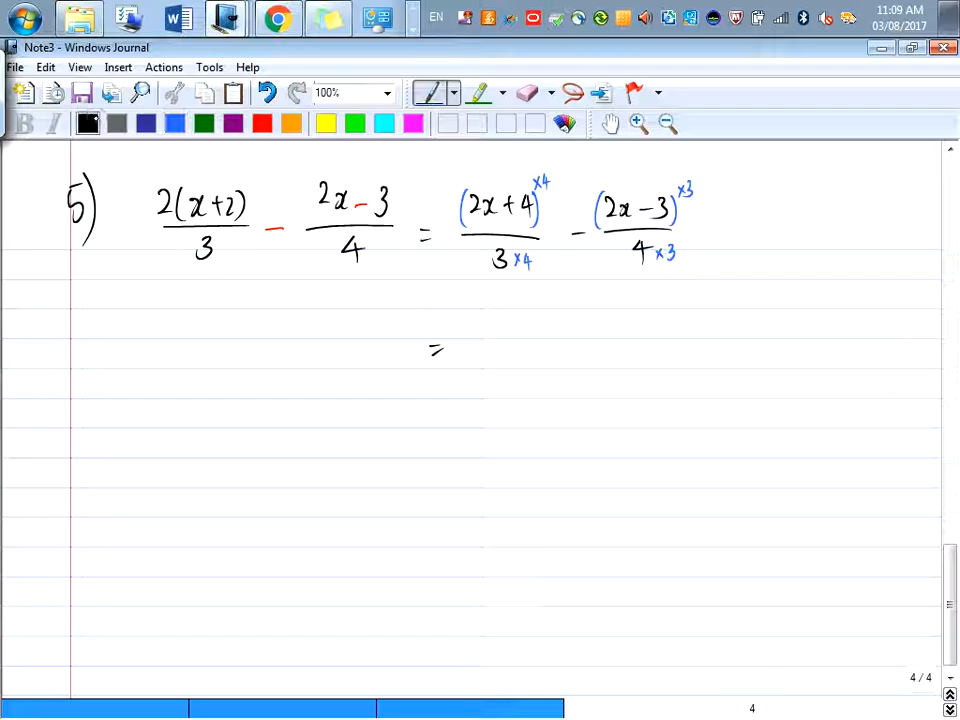 EN
11:09 AM
03/08/2017
Note3 - Windows Journal
File Edit View Insert Actions Tools Help
100%
B I
5) 2(x+2)/3 - 2x - 3/4 = (2x + 4)^×4/3 ×4 - (2x - 3)^×3/4 ×3
=
4 / 4
4